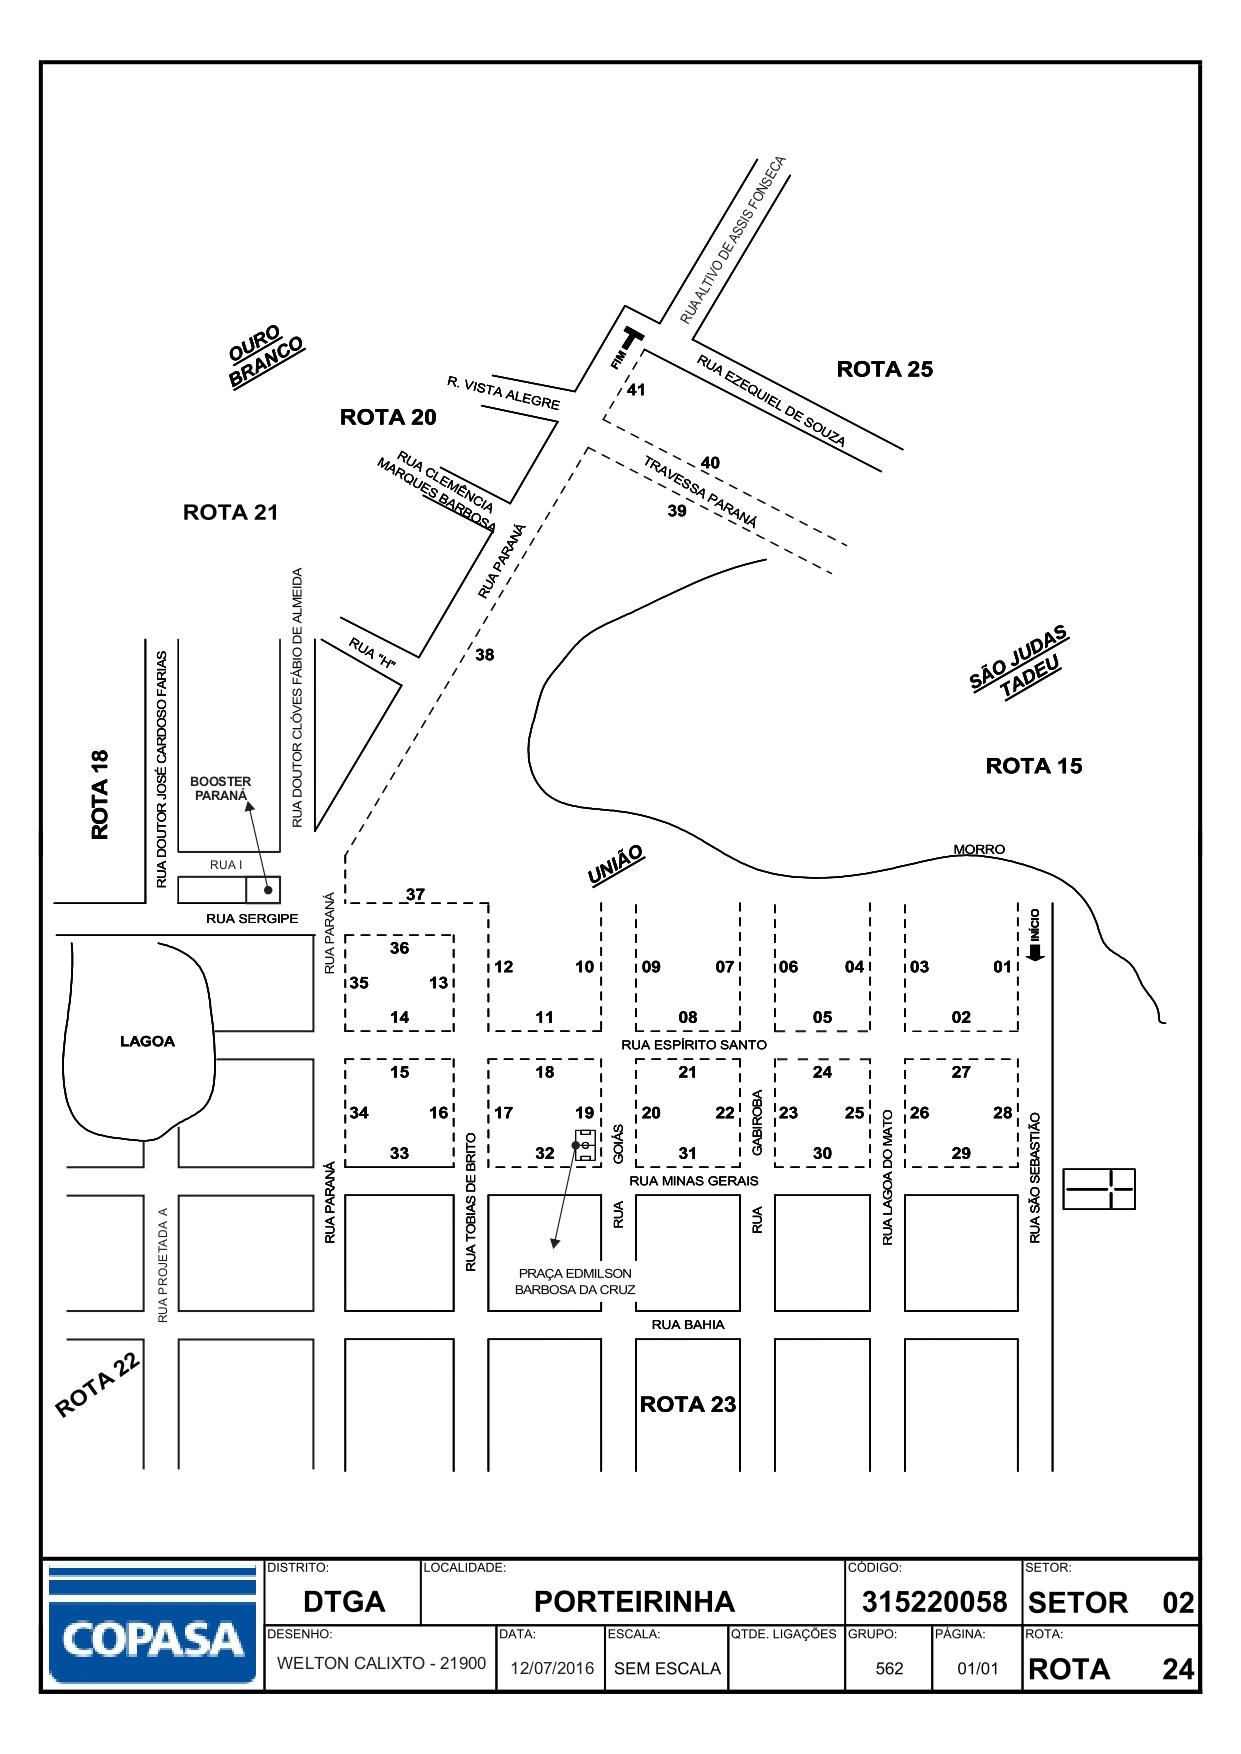 RUA ALTIVO DE ASSIS FONSECA
OURO
BRANCO
FIM
R. VISTA ALEGRE
41
RUA EZEQUIEL DE SOUZA
ROTA 25
ROTA 20
RUA CLEMÊNCIA
MARQUES BARBOSA
40
TRAVESSA PARANÁ
39
ROTA 21
RUA PARANÁ
RUA DOUTOR CLÓVES FÁBIO DE ALMEIDA
RUA "H"
38
SÃO JUDAS
TADEU
RUA DOUTOR JOSÉ CARDOSO FARIAS
ROTA 18
BOOSTER
PARANÁ
ROTA 15
MORRO
UNIÃO
RUA I
37
RUA SERGIPE
RUA PARANÁ
INÍCIO
36
35
13
14
12
10
11
09
07
08
06
04
05
03
01
02
LAGOA
RUA ESPÍRITO SANTO
15
34
16
33
18
17
19
32
21
20
22
31
24
23
25
30
27
26
28
29
RUA PARANÁ
RUA TOBIAS DE BRITO
RUA GOIÁS
RUA GABIROBA
RUA LAGOA DO MATO
RUA SÃO SEBASTIÃO
RUA MINAS GERAIS
RUA PROJETADA A
PRAÇA EDMILSON
BARBOSA DA CRUZ
RUA BAHIA
ROTA 22
ROTA 23
COPASA
DISTRITO:
DTGA
LOCALIDADE:
PORTEIRINHA
CÓDIGO:
315220058
SETOR:
SETOR 02
DESENHO:
WELTON CALIXTO - 21900
DATA:
12/07/2016
ESCALA:
SEM ESCALA
QTDE. LIGAÇÕES
GRUPO:
562
PÁGINA:
01/01
ROTA:
ROTA 24